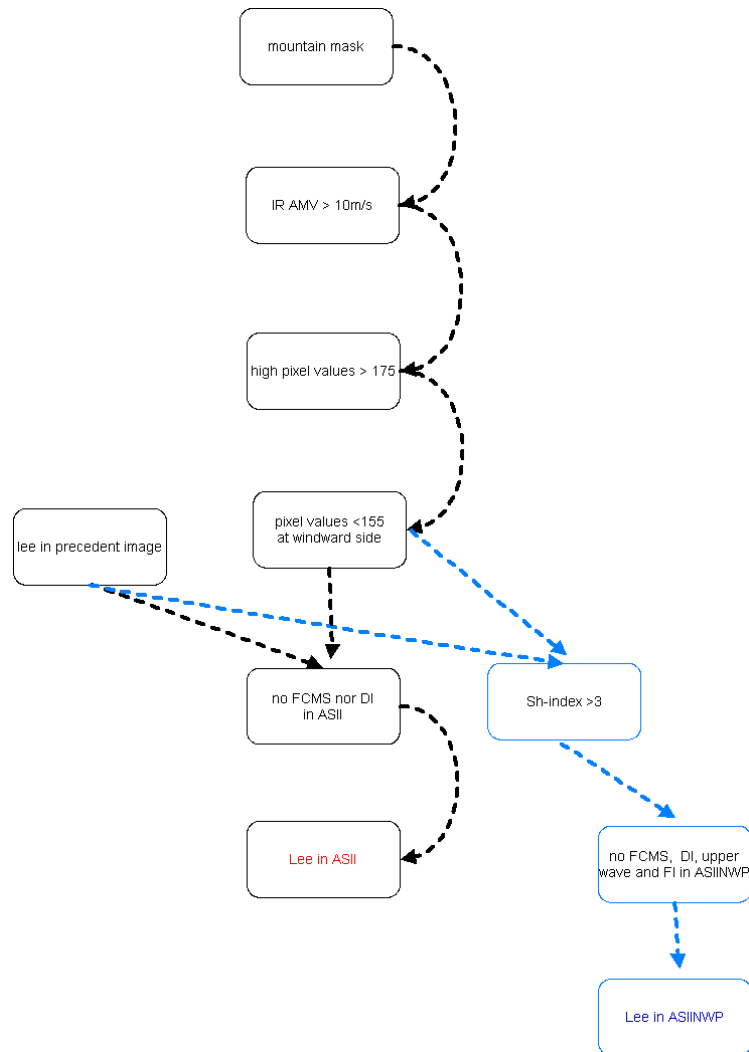 mountain mask
IR AMV > 10m/s
high pixel values > 175
pixel values <155
at windward side
lee in precedent image
no FCMS nor DI
in ASII
Sh-index >3
Lee in ASII
no FCMS,  DI, upper
wave and FI in ASIINWP
Lee in ASIINWP